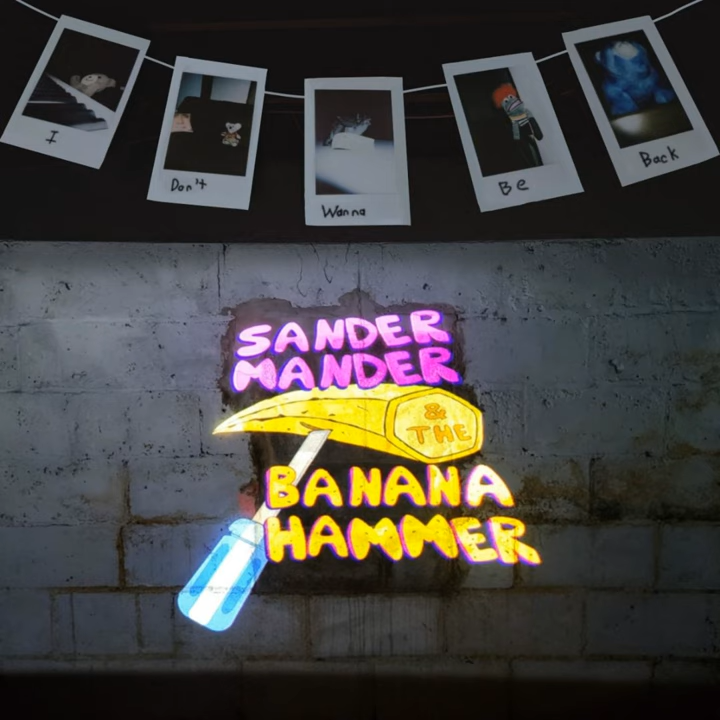 I
Don't
Wanna
Be
Back
SANDER
MANDER
& 
THE
BANANA
HAMMER